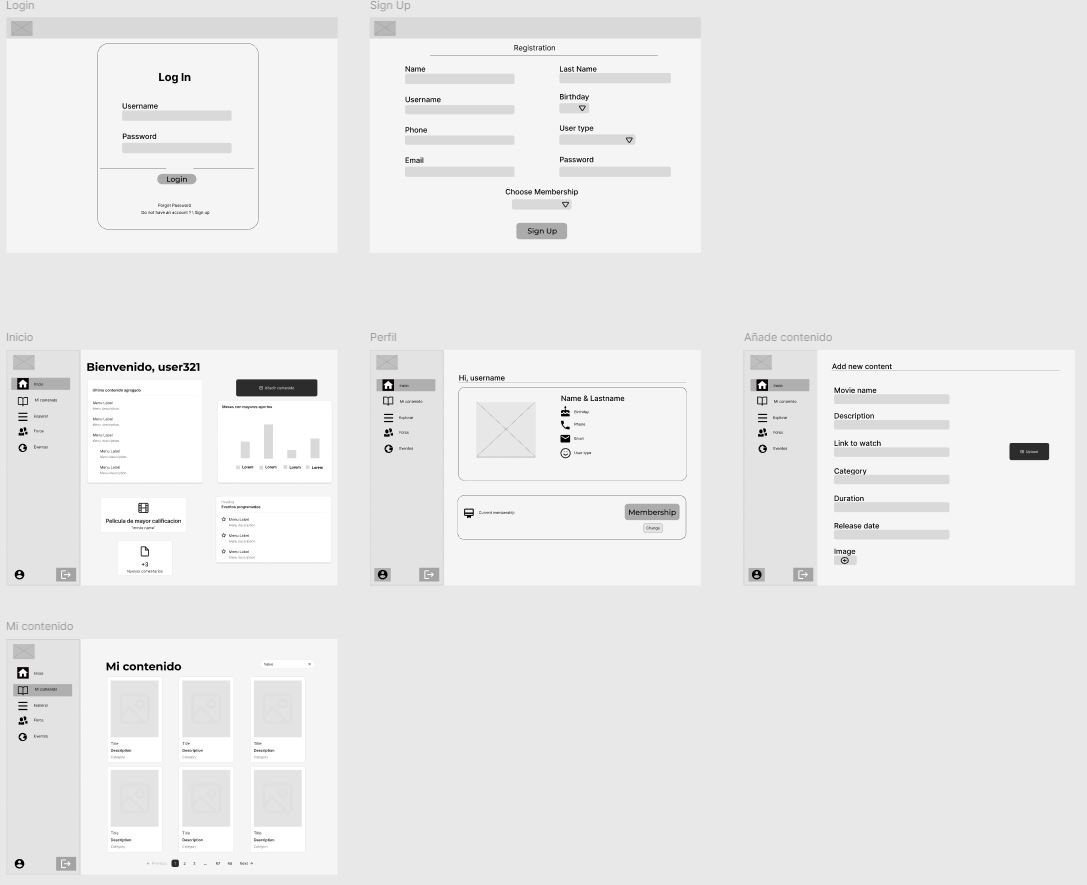 Login
Log In
Username
Password
Login
Forgot Password
Do not have an account ? !, Sign up
Sign Up
Registration
Name
Last Name
Username
Birthday
Phone
User type
Email
Password
Choose Membership
Sign Up
Inicio
Inicio
Mi contenido
Explorar
Foros
Eventos
Bienvenido, user321
Último contenido agregado
Menu Label
Menu description.
Menu Label
Menu description.
Menu Label
Menu description.
Menu Label
Menu description.
Menu Label
Menu description.
Añadir contenido
Meses con mayores aportes
Lorem
Lorem
Lorem
Lorem
Película de mayor calificacion
"movie name"
+3
Nuevos comentarios
Heading
Eventos programados
Menu Label
Menu description.
Menu Label
Menu description.
Menu Label
Menu description.
Perfil
Inicio
Mi contenido
Explorar
Foros
Eventos
Hi, username
Name & Lastname
Birthday
Phone
Email
User type
Current membership:
Membership
Change
Añade contenido
Inicio
Mi contenido
Explorar
Foros
Eventos
Add new content
Movie name
Description
Link to watch
Category
Duration
Release date
Image
Upload
Mi contenido
Inicio
Mi contenido
Explorar
Foros
Eventos
Mi contenido
Value
Title
Description
Category
Title
Description
Category
Title
Description
Category
Title
Description
Category
Title
Description
Category
Title
Description
Category
← Previous 1 2 3 ... 67 68 Next →